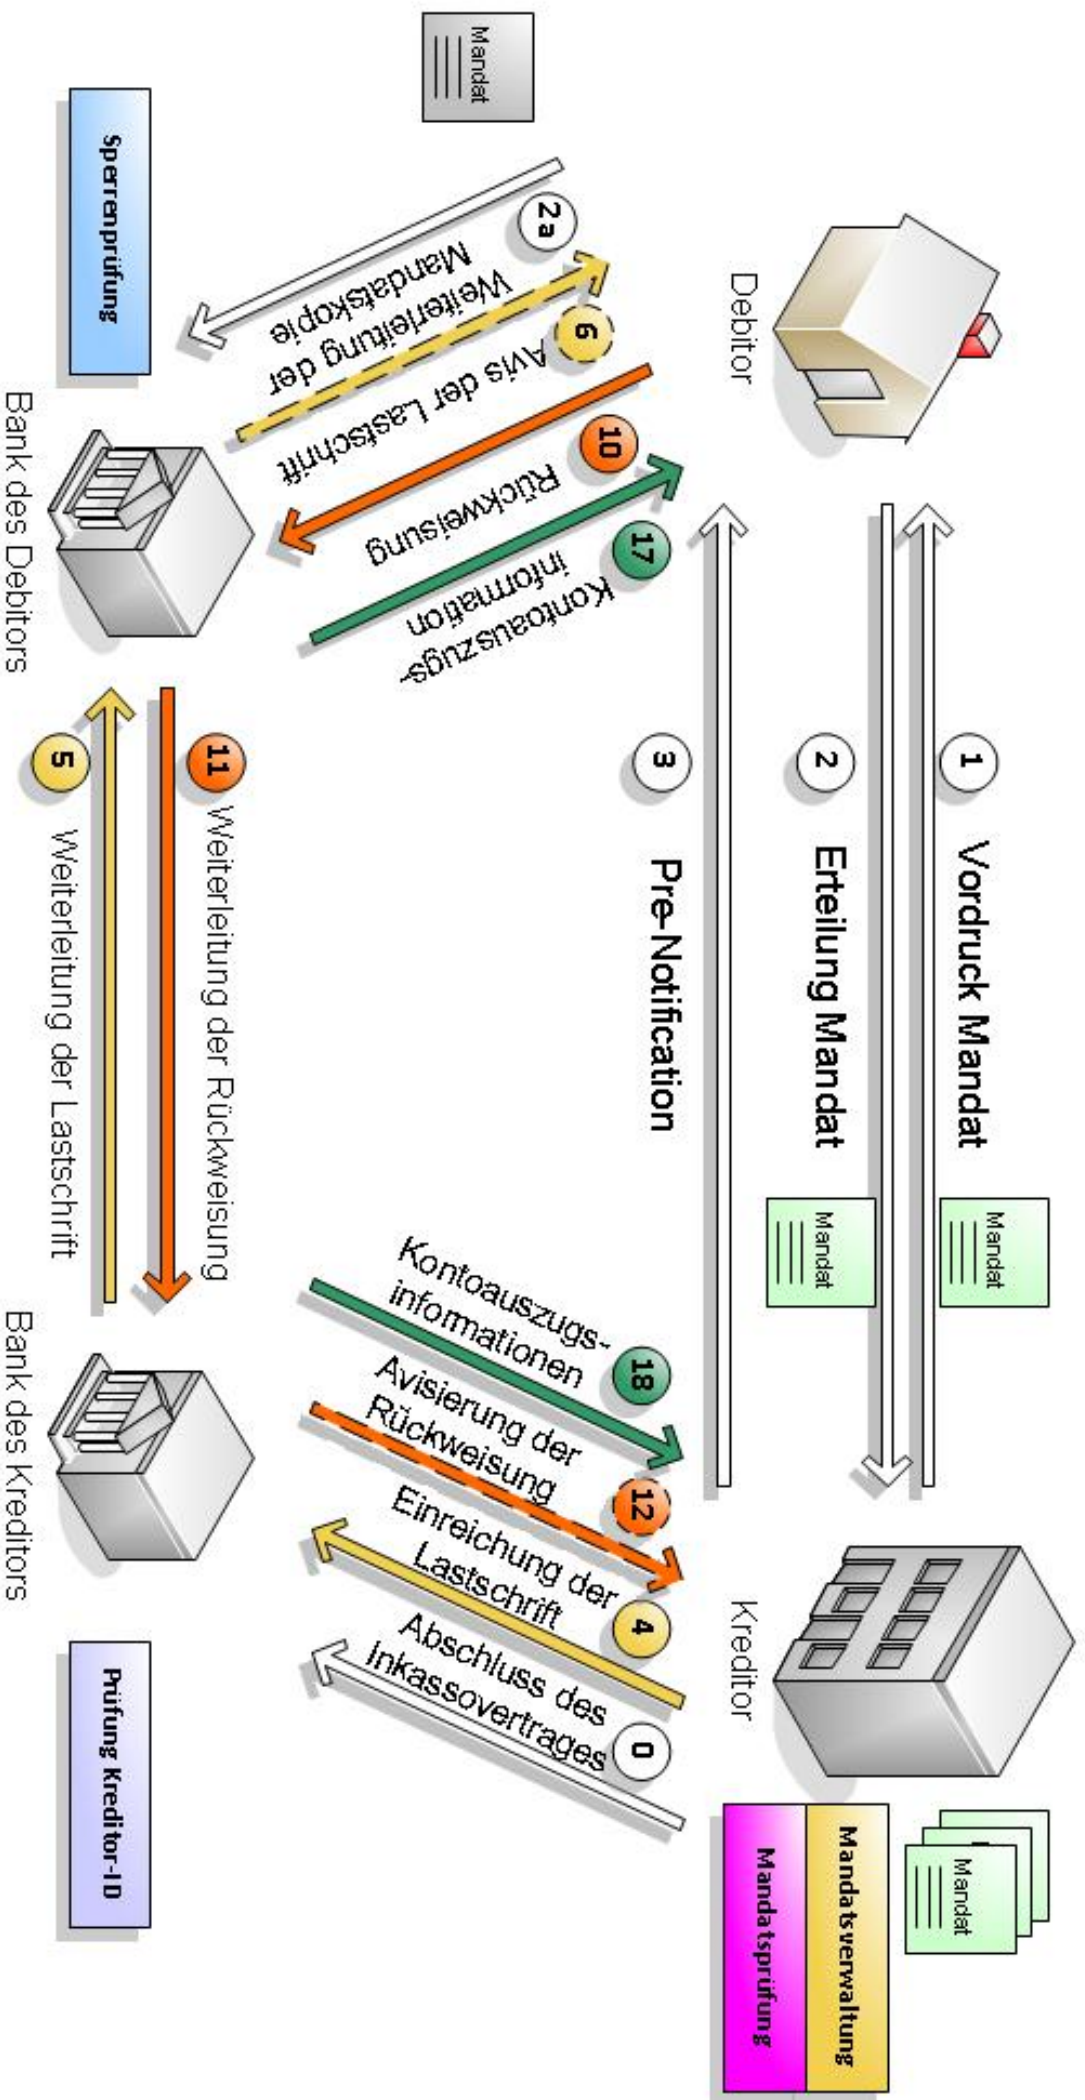 Mandat
Vordruck Mandat
1
Mandat
Mandat
Erteilung Mandat
2
Mandatsverwaltung
Mandatsprüfung
Debitor
Kreditor
3
Pre-Notification
Mandat
2a
Weiterleitung der
Mandatskopie
6
Avis der Lastschrift
10
Rückweisung
17
Kontoauszugs-
information
18
Kontoauszugs-
informationen
12
Avisierung der
Rückweisung
4
Einreichung der
Lastschrift
0
Abschluss des
Inkassovertrages
11
Weiterleitung der Rückweisung
5
Weiterleitung der Lastschrift
Sperrenprüfung
Bank des Debitors
Bank des Kreditors
Prüfung Kreditor-ID